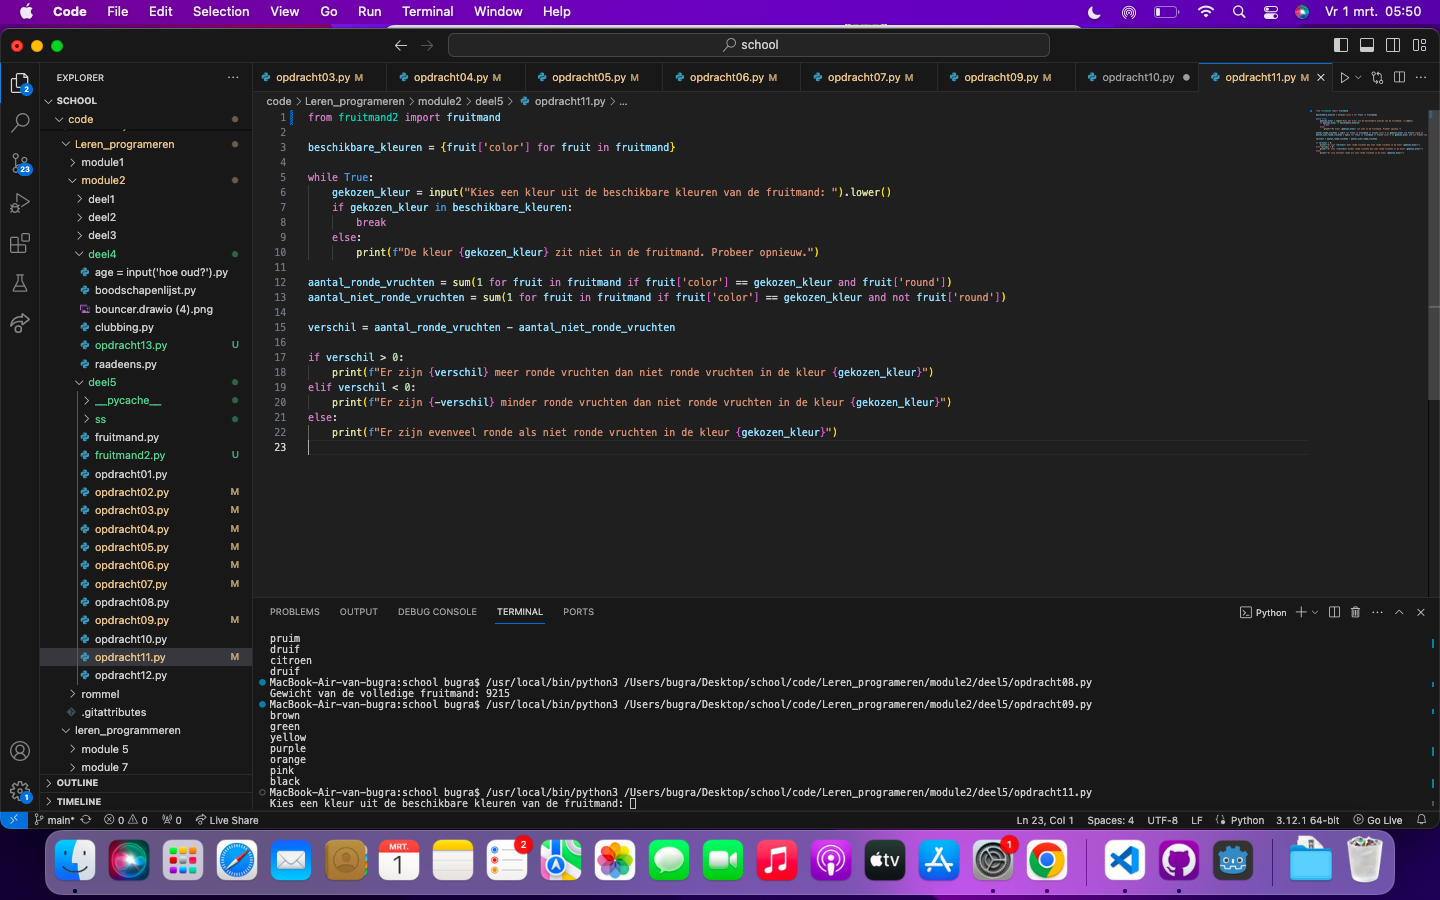 Code File Edit Selection View Go Run Terminal Window Help Vr 1 mrt. 05:50
school
EXPLORER
opdracht03.py M opdracht04.py M opdracht05.py M opdracht06.py M opdracht07.py M opdracht09.py M opdracht10.py opdracht11.py M
code > Leren_programeren > module2 > deel5 > opdracht11.py > ...
SCHOOL
code
Leren_programeren
module1
module2
deel1
deel2
deel3
deel4
age = input('hoe oud?').py
boodschapenlijst.py
bouncer.drawio (4).png
clubbing.py
opdracht13.py U
raadeens.py
deel5
__pycache__
ss
fruitmand.py
fruitmand2.py U
opdracht01.py
opdracht02.py M
opdracht03.py M
opdracht04.py M
opdracht05.py M
opdracht06.py M
opdracht07.py M
opdracht08.py
opdracht09.py M
opdracht10.py
opdracht11.py M
opdracht12.py
rommel
.gitattributes
leren_programmeren
module 5
module 7
OUTLINE
TIMELINE
2
23
1
1 from fruitmand2 import fruitmand
2
3 beschikbare_kleuren = {fruit['color'] for fruit in fruitmand}
4
5 while True:
6 gekozen_kleur = input("Kies een kleur uit de beschikbare kleuren van de fruitmand: ").lower()
7 if gekozen_kleur in beschikbare_kleuren:
8 break
9 else:
10 print(f"De kleur {gekozen_kleur} zit niet in de fruitmand. Probeer opnieuw.")
11
12 aantal_ronde_vruchten = sum(1 for fruit in fruitmand if fruit['color'] == gekozen_kleur and fruit['round'])
13 aantal_niet_ronde_vruchten = sum(1 for fruit in fruitmand if fruit['color'] == gekozen_kleur and not fruit['round'])
14
15 verschil = aantal_ronde_vruchten - aantal_niet_ronde_vruchten
16
17 if verschil > 0:
18 print(f"Er zijn {verschil} meer ronde vruchten dan niet ronde vruchten in de kleur {gekozen_kleur}")
19 elif verschil < 0:
20 print(f"Er zijn {-verschil} minder ronde vruchten dan niet ronde vruchten in de kleur {gekozen_kleur}")
21 else:
22 print(f"Er zijn evenveel ronde als niet ronde vruchten in de kleur {gekozen_kleur}")
23
PROBLEMS OUTPUT DEBUG CONSOLE TERMINAL PORTS Python
pruim
druif
citroen
druif
MacBook-Air-van-bugra:school bugra$ /usr/local/bin/python3 /Users/bugra/Desktop/school/code/Leren_programeren/module2/deel5/opdracht08.py
Gewicht van de volledige fruitmand: 9215
MacBook-Air-van-bugra:school bugra$ /usr/local/bin/python3 /Users/bugra/Desktop/school/code/Leren_programeren/module2/deel5/opdracht09.py
brown
green
yellow
purple
orange
pink
black
MacBook-Air-van-bugra:school bugra$ /usr/local/bin/python3 /Users/bugra/Desktop/school/code/Leren_programeren/module2/deel5/opdracht11.py
Kies een kleur uit de beschikbare kleuren van de fruitmand:
main* 0 0 0 Live Share Ln 23, Col 1 Spaces: 4 UTF-8 LF Python 3.12.1 64-bit Go Live
MRT.
1
2
tv
1